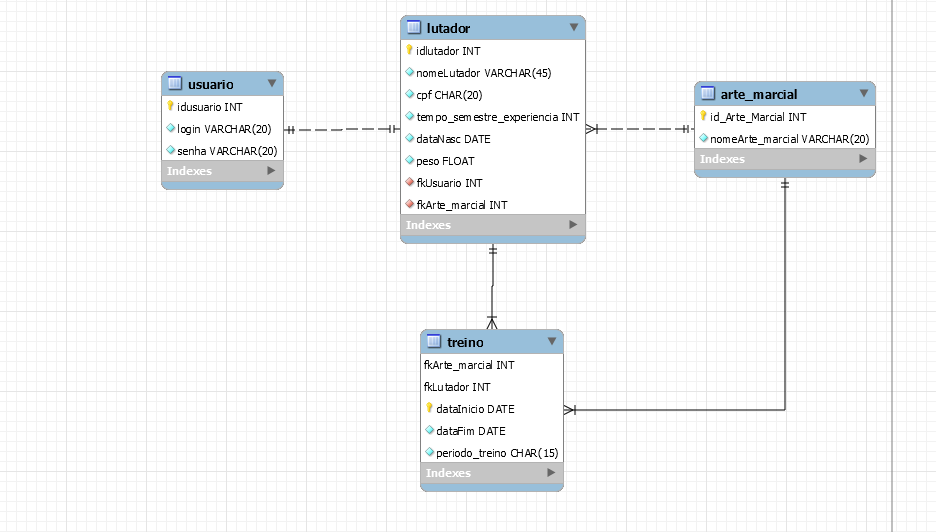 lutador
idlutador INT
nomeLutador VARCHAR(45)
cpf CHAR(20)
tempo_semestre_experiencia INT
dataNasc DATE
peso FLOAT
fkUsuario INT
fkArte_marcial INT
Indexes
usuario
idusuario INT
login VARCHAR(20)
senha VARCHAR(20)
Indexes
arte_marcial
id_Arte_Marcial INT
nomeArte_marcial VARCHAR(20)
Indexes
treino
fkArte_marcial INT
fkLutador INT
dataInicio DATE
dataFim DATE
periodo_treino CHAR(15)
Indexes